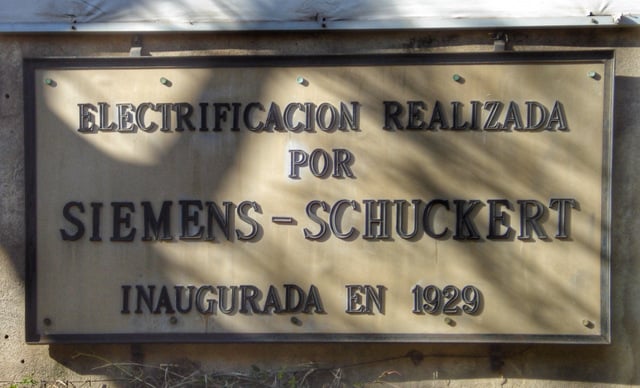 ELECTRIFICACION REALIZADA
POR
SIEMENS-SCHUCKERT
INAUGURADA EN 1929